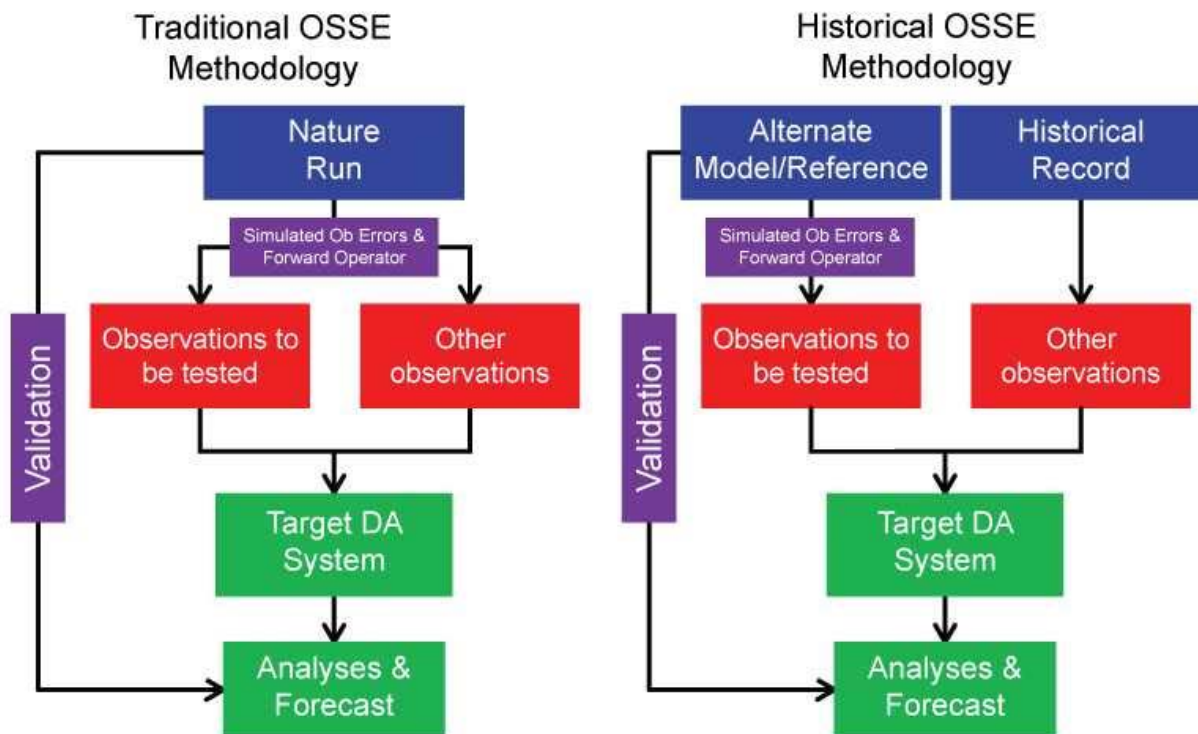 Traditional OSSE
Methodology
Nature
Run
Simulated Ob Errors &
Forward Operator
Observations to
be tested
Other
observations
Validation
Target DA
System
Analyses &
Forecast
Historical OSSE
Methodology
Alternate
Model/Reference
Historical
Record
Simulated Ob Errors &
Forward Operator
Observations to
be tested
Other
observations
Validation
Target DA
System
Analyses &
Forecast